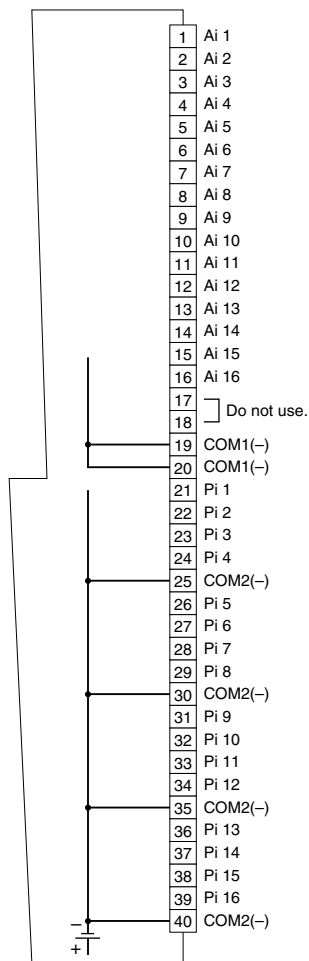 1 Ai 1
2 Ai 2
3 Ai 3
4 Ai 4
5 Ai 5
6 Ai 6
7 Ai 7
8 Ai 8
9 Ai 9
10 Ai 10
11 Ai 11
12 Ai 12
13 Ai 13
14 Ai 14
15 Ai 15
16 Ai 16
17
Do not use.
18
19 COM1(–)
20 COM1(–)
21 Pi 1
22 Pi 2
23 Pi 3
24 Pi 4
25 COM2(–)
26 Pi 5
27 Pi 6
28 Pi 7
29 Pi 8
30 COM2(–)
31 Pi 9
32 Pi 10
33 Pi 11
34 Pi 12
35 COM2(–)
36 Pi 13
37 Pi 14
38 Pi 15
39 Pi 16
40 COM2(–)
–
+